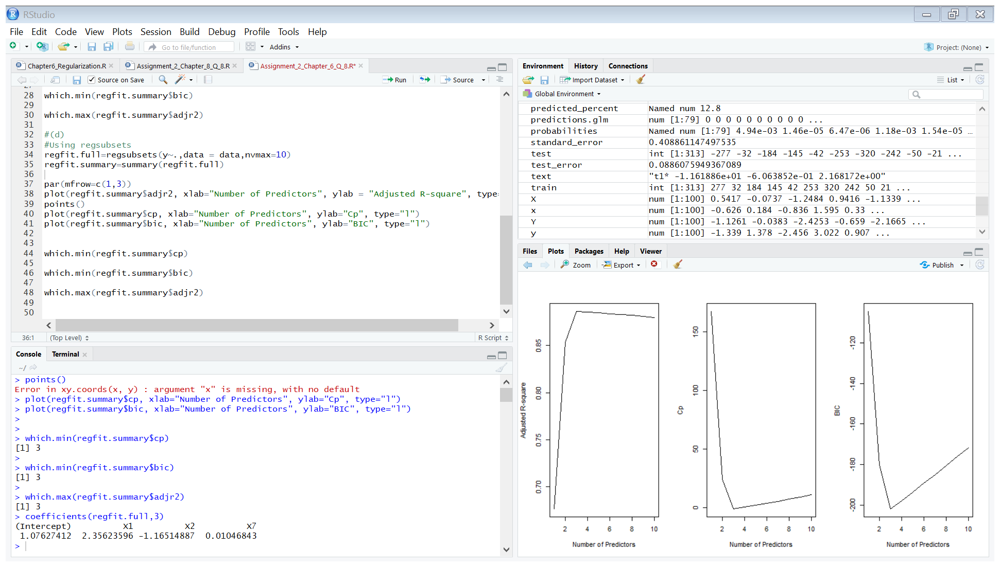 RStudio
File Edit Code View Plots Session Build Debug Profile Tools Help
Go to file/function Addins Project: (None)
Chapter6_Regularization.R Assignment_2_Chapter_8_Q_8.R Assignment_2_Chapter_6_Q_8.R*
Source on Save Run Source
28 which.min(regfit.summary$bic)
29
30 which.max(regfit.summary$adjr2)
31
32 #(d)
33 #Using regsubsets
34 regfit.full=regsubsets(y~.,data = data,nvmax=10)
35 regfit.summary=summary(regfit.full)
36
37 par(mfrow=c(1,3))
38 plot(regfit.summary$adjr2, xlab="Number of Predictors", ylab = "Adjusted R-square", type=
39 points()
40 plot(regfit.summary$cp, xlab="Number of Predictors", ylab="Cp", type="l")
41 plot(regfit.summary$bic, xlab="Number of Predictors", ylab="BIC", type="l")
42
43
44 which.min(regfit.summary$cp)
45
46 which.min(regfit.summary$bic)
47
48 which.max(regfit.summary$adjr2)
49
50
36:1 (Top Level) R Script
Console Terminal
~/
> points()
Error in xy.coords(x, y) : argument "x" is missing, with no default
> plot(regfit.summary$cp, xlab="Number of Predictors", ylab="Cp", type="l")
> plot(regfit.summary$bic, xlab="Number of Predictors", ylab="BIC", type="l")
>
>
> which.min(regfit.summary$cp)
[1] 3
>
> which.min(regfit.summary$bic)
[1] 3
>
> which.max(regfit.summary$adjr2)
[1] 3
> coefficients(regfit.full,3)
(Intercept) X1 X2 X7
1.07627412 2.35623596 -1.16514887 0.01046843
>
Environment History Connections
Import Dataset List
Global Environment
predicted_percent Named num 12.8
predictions.glm num [1:79] 0 0 0 0 0 0 0 0 0 0 ...
probabilities Named num [1:79] 4.94e-03 1.46e-05 6.47e-06 1.18e-03 1.54e-05 …
standard_error 0.408861147497535
test int [1:313] -277 -32 -184 -145 -42 -253 -320 -242 -50 -21 ...
test_error 0.0886075949367089
text "t1* -1.161886e+01 -6.063852e-01 2.168172e+00"
train int [1:313] 277 32 184 145 42 253 320 242 50 21 ...
X num [1:100] 0.5417 -0.0737 -1.2484 0.9416 -1.1339 ...
x num [1:100] -0.626 0.184 -0.836 1.595 0.33 ...
Y num [1:100] -1.1261 -0.0383 -2.4253 -0.659 -2.1665 ...
y num [1:100] -1.339 1.378 -2.456 3.022 0.907 ...
Files Plots Packages Help Viewer
Zoom Export Publish
Adjusted R-square
0.70 0.75 0.80 0.85
2 4 6 8 10
Number of Predictors
Cp
0 50 100 150
2 4 6 8 10
Number of Predictors
BIC
-200 -180 -160 -140 -120
2 4 6 8 10
Number of Predictors